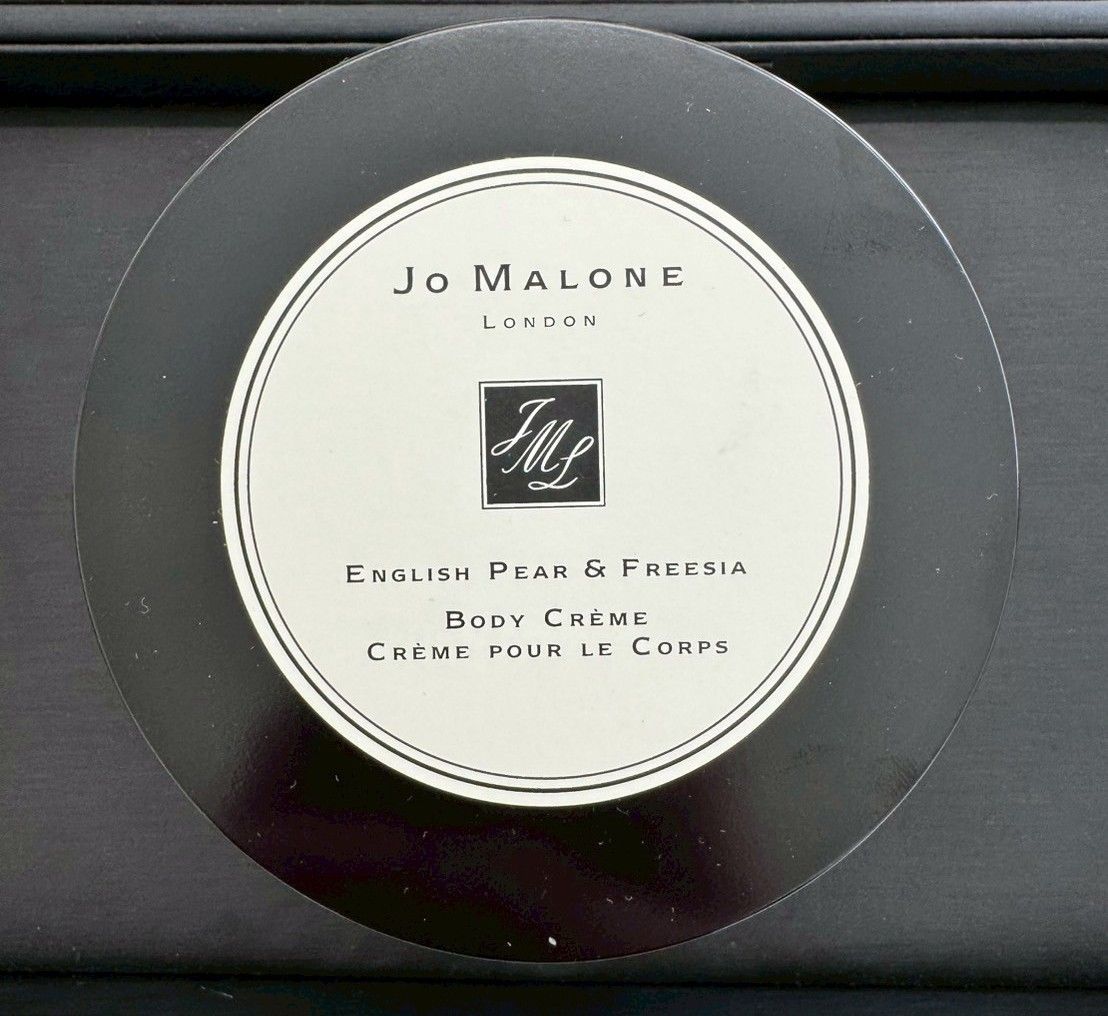 Jo Malone
London
JML
English Pear & Freesia
Body Crème
Crème pour le Corps